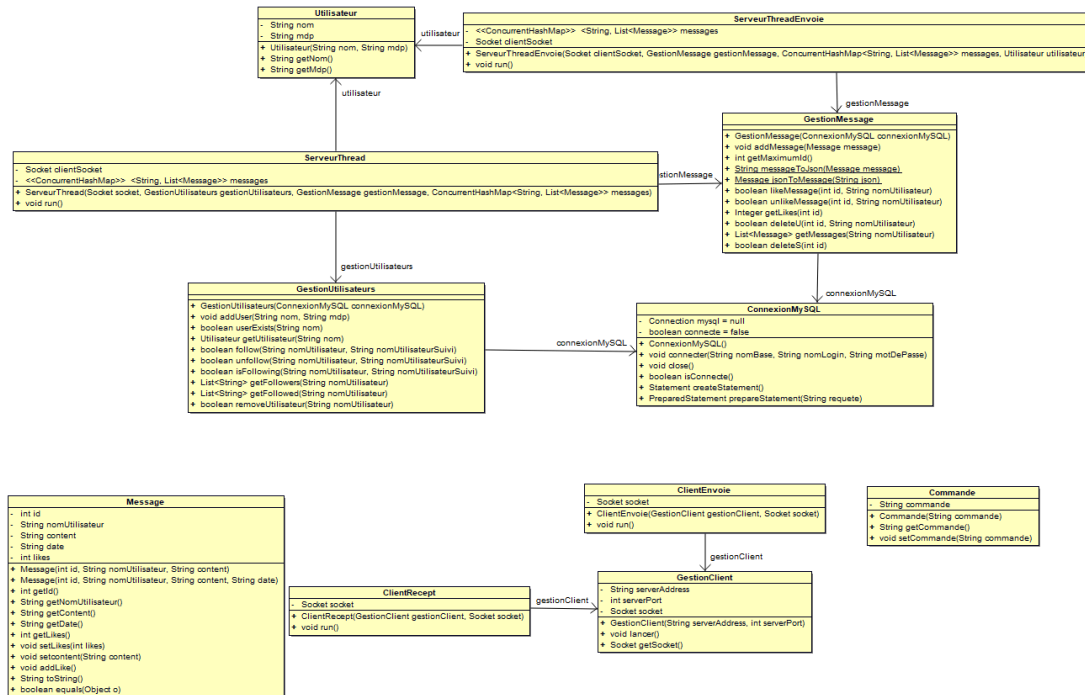 Utilisateur
- String nom
- String mdp
+ Utilisateur(String nom, String mdp)
+ String getNom()
+ String getMdp()
utilisateur
ServeurThreadEnvoie
- <<ConcurrentHashMap>> <String, List<Message>> messages
- Socket clientSocket
+ ServeurThreadEnvoie(Socket clientSocket, GestionMessage gestionMessage, ConcurrentHashMap<String, List<Message>> messages, Utilisateur utilisateur
+ void run()
utilisateur
gestionMessage
GestionMessage
+ GestionMessage(ConnexionMySQL connexionMySQL)
+ void addMessage(Message message)
+ int getMaximumId()
+ String messageToJson(Message message)
+ Message jsonToMessage(String json)
+ boolean likeMessage(int id, String nomUtilisateur)
+ boolean unlikeMessage(int id, String nomUtilisateur)
+ Integer getLikes(int id)
+ boolean deleteU(int id, String nomUtilisateur)
+ List<Message> getMessages(String nomUtilisateur)
+ boolean deleteS(int id)
ServeurThread
- Socket clientSocket
- <<ConcurrentHashMap>> <String, List<Message>> messages
+ ServeurThread(Socket socket, GestionUtilisateurs gestionUtilisateurs, GestionMessage gestionMessage, ConcurrentHashMap<String, List<Message>> messages)
+ void run()
estionMessage
gestionUtilisateurs
connexionMySQL
GestionUtilisateurs
+ GestionUtilisateurs(ConnexionMySQL connexionMySQL)
+ void addUser(String nom, String mdp)
+ boolean userExists(String nom)
+ Utilisateur getUtilisateur(String nom)
+ boolean follow(String nomUtilisateur, String nomUtilisateurSuivi)
+ boolean unfollow(String nomUtilisateur, String nomUtilisateurSuivi)
+ boolean isFollowing(String nomUtilisateur, String nomUtilisateurSuivi)
+ List<String> getFollowers(String nomUtilisateur)
+ List<String> getFollowed(String nomUtilisateur)
+ boolean removeUtilisateur(String nomUtilisateur)
connexionMySQL
ConnexionMySQL
- Connection mysql = null
- boolean connecte = false
+ ConnexionMySQL()
+ void connecter(String nomBase, String nomLogin, String motDePasse)
+ void close()
+ boolean isConnecte()
+ Statement createStatement()
+ PreparedStatement prepareStatement(String requete)
Message
- int id
- String nomUtilisateur
- String content
- String date
- int likes
+ Message(int id, String nomUtilisateur, String content)
+ Message(int id, String nomUtilisateur, String content, String date)
+ int getId()
+ String getNomUtilisateur()
+ String getContent()
+ String getDate()
+ int getLikes()
+ void setLikes(int likes)
+ void setcontent(String content)
+ void addLike()
+ String toString()
+ boolean equals(Object o)
ClientEnvoie
- Socket socket
+ ClientEnvoie(GestionClient gestionClient, Socket socket)
+ void run()
gestionClient
Commande
- String commande
+ Commande(String commande)
+ String getCommande()
+ void setCommande(String commande)
ClientRecept
- Socket socket
+ ClientRecept(GestionClient gestionClient, Socket socket)
+ void run()
gestionClient
GestionClient
- String serverAddress
- int serverPort
- Socket socket
+ GestionClient(String serverAddress, int serverPort)
+ void lancer()
+ Socket getSocket()